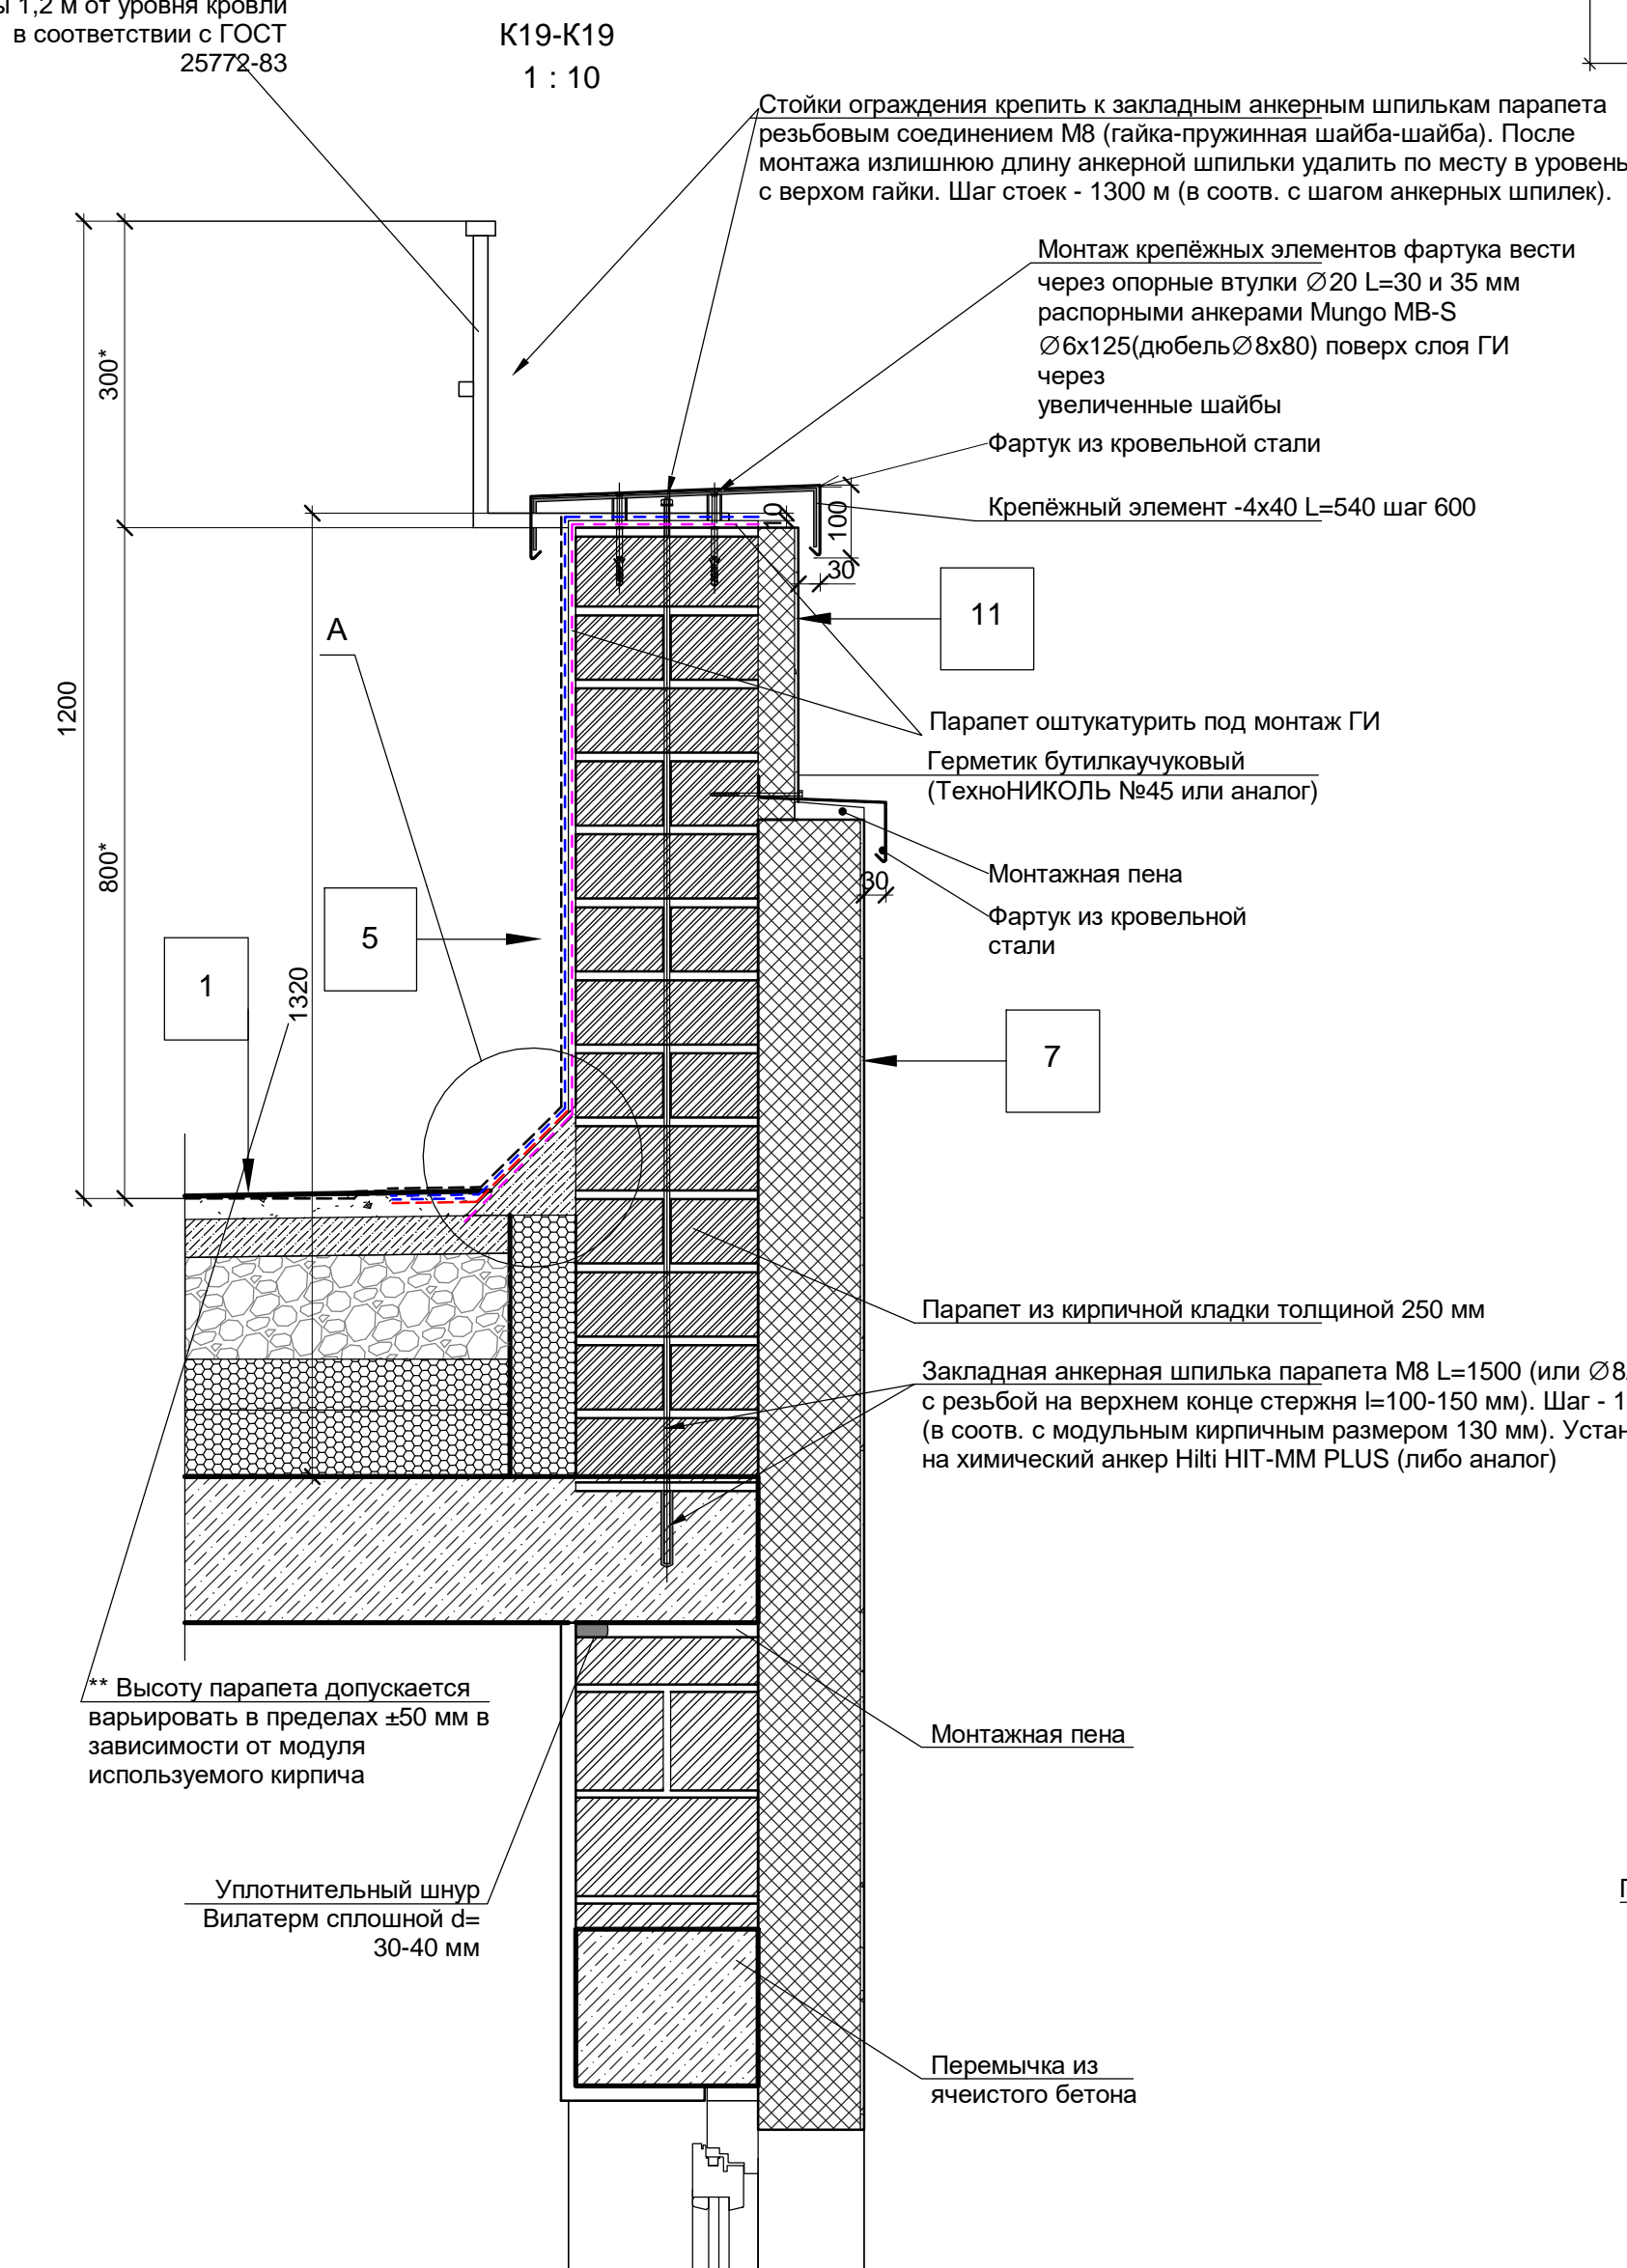 1,2 м от уровня кровли
в соответствии с ГОСТ
25772-83
К19-К19
1 : 10
Стойки ограждения крепить к закладным анкерным шпилькам парапета
резьбовым соединением М8 (гайка-пружинная шайба-шайба). После
монтажа излишнюю длину анкерной шпильки удалить по месту в уровень
с верхом гайки. Шаг стоек - 1300 м (в соотв. с шагом анкерных шпилек).
Монтаж крепёжных элементов фартука вести
через опорные втулки ∅20 L=30 и 35 мм
распорными анкерами Mungo MB-S
∅6х125(дюбель∅8х80) поверх слоя ГИ
через
увеличенные шайбы
Фартук из кровельной стали
Крепёжный элемент -4х40 L=540 шаг 600
300*
10
100
30
11
А
1200
Парапет оштукатурить под монтаж ГИ
Герметик бутилкаучуковый
(ТехноНИКОЛЬ №45 или аналог)
800*
Монтажная пена
30
Фартук из кровельной
стали
5
1
1320
7
Парапет из кирпичной кладки толщиной 250 мм
Закладная анкерная шпилька парапета М8 L=1500 (или ∅8
с резьбой на верхнем конце стержня l=100-150 мм). Шаг - 1
(в соотв. с модульным кирпичным размером 130 мм). Устан
на химический анкер Hilti HIT-MM PLUS (либо аналог)
** Высоту парапета допускается
варьировать в пределах ±50 мм в
зависимости от модуля
используемого кирпича
Монтажная пена
Уплотнительный шнур
Вилатерм сплошной d=
30-40 мм
Перемычка из
ячеистого бетона